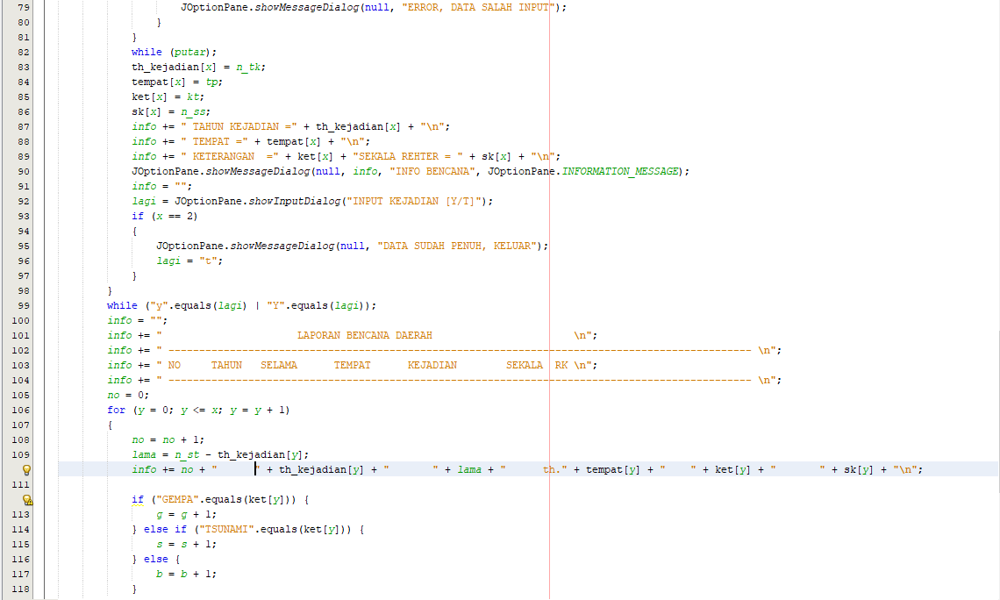 79 JOptionPane.showMessageDialog(null, "ERROR, DATA SALAH INPUT");
80 }
81 }
82 while (putar);
83 th_kejadian[x] = n_tk;
84 tempat[x] = tp;
85 ket[x] = kt;
86 sk[x] = n_ss;
87 info += " TAHUN KEJADIAN =" + th_kejadian[x] + "\n";
88 info += " TEMPAT =" + tempat[x] + "\n";
89 info += " KETERANGAN  =" + ket[x] + "SEKALA REHTER = " + sk[x] + "\n";
90 JOptionPane.showMessageDialog(null, info, "INFO BENCANA", JOptionPane.INFORMATION_MESSAGE);
91 info = "";
92 lagi = JOptionPane.showInputDialog("INPUT KEJADIAN [Y/T]");
93 if (x == 2)
94 {
95 JOptionPane.showMessageDialog(null, "DATA SUDAH PENUH, KELUAR");
96 lagi = "t";
97 }
98 }
99 while ("y".equals(lagi) | "Y".equals(lagi));
100 info = "";
101 info += "                      LAPORAN BENCANA DAERAH                       \n";
102 info += " ----------------------------------------------------------------------------------------------- \n";
103 info += " NO     TAHUN   SELAMA      TEMPAT      KEJADIAN        SEKALA  RK \n";
104 info += " ----------------------------------------------------------------------------------------------- \n";
105 no = 0;
106 for (y = 0; y <= x; y = y + 1)
107 {
108 no = no + 1;
109 lama = n_st - th_kejadian[y];
info += no + "      " + th_kejadian[y] + "       " + lama + "      th." + tempat[y] + "    " + ket[y] + "       " + sk[y] + "\n";
111
if ("GEMPA".equals(ket[y])) {
113 g = g + 1;
114 } else if ("TSUNAMI".equals(ket[y])) {
115 s = s + 1;
116 } else {
117 b = b + 1;
118 }